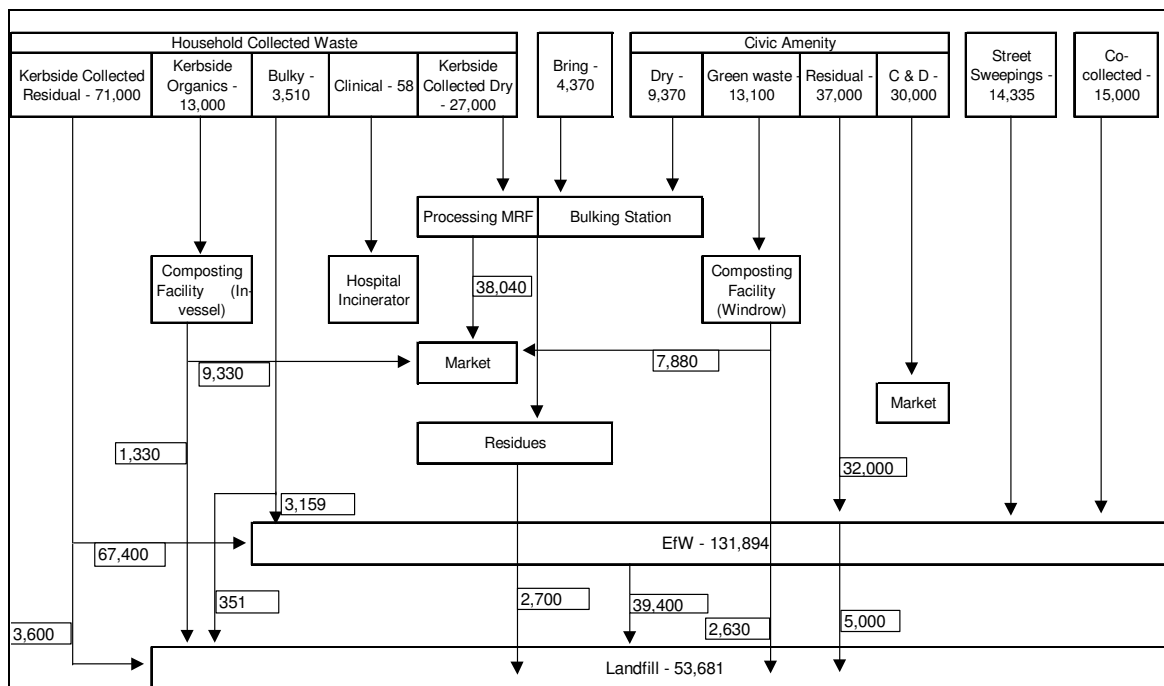 Household Collected Waste
Civic Amenity
Kerbside Collected
Residual - 71,000
Kerbside
Organics -
13,000
Bulky -
3,510
Clinical - 58
Kerbside
Collected Dry
- 27,000
Bring -
4,370
Dry -
9,370
Green waste -
13,100
Residual -
37,000
C & D -
30,000
Street
Sweepings -
14,335
Co-
collected -
15,000
Processing MRF
Bulking Station
Composting
Facility (In-
vessel)
Hospital
Incinerator
38,040
Composting
Facility
(Windrow)
Market
9,330
7,880
Market
1,330
Residues
32,000
3,159
EfW - 131,894
67,400
351
2,700
39,400
2,630
5,000
3,600
Landfill - 53,681